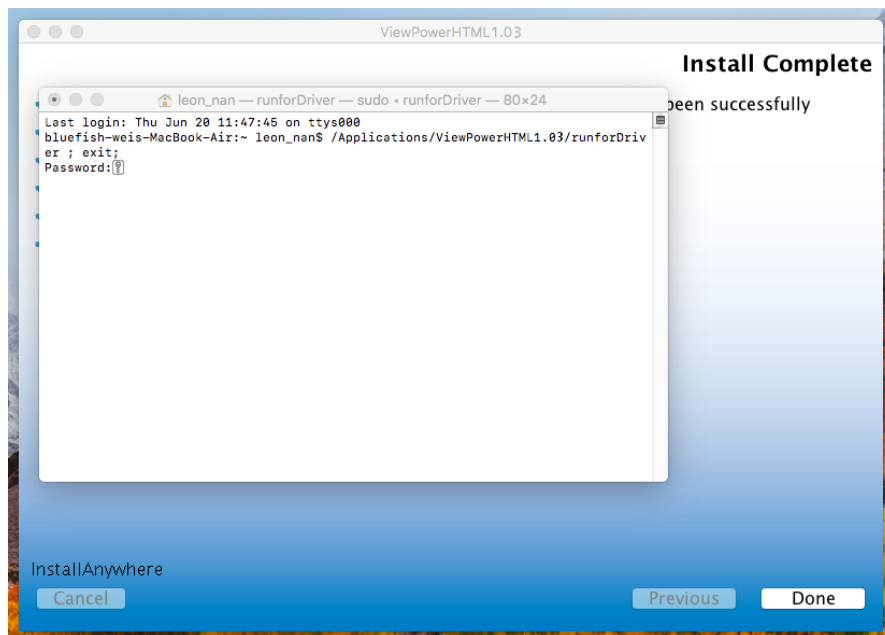 ViewPowerHTML1.03
Install Complete
leon_nan — runforDriver — sudo ◂ runforDriver — 80×24
been successfully
Last login: Thu Jun 20 11:47:45 on ttys000
bluefish-weis-MacBook-Air:~ leon_nan$ /Applications/ViewPowerHTML1.03/runforDriv
er ; exit;
Password:
InstallAnywhere
Cancel
Previous
Done